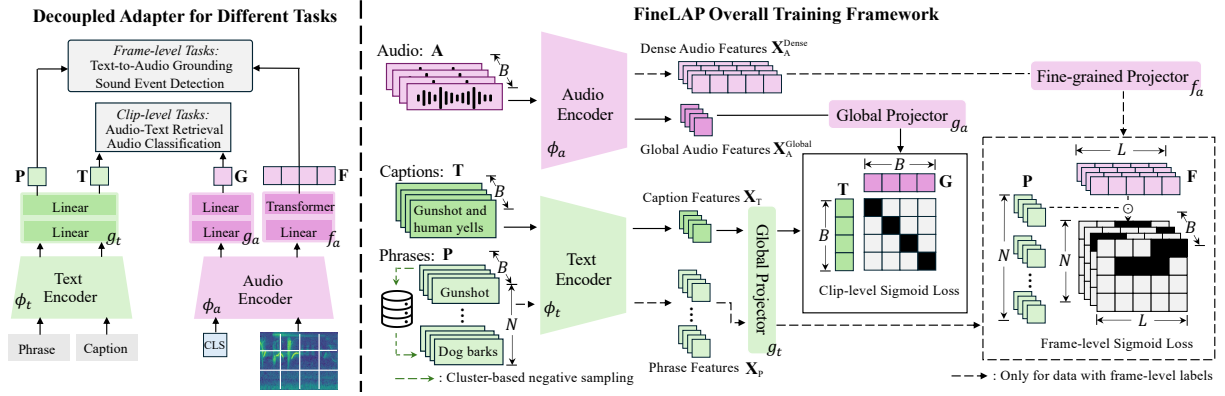 Decoupled Adapter for Different Tasks
Frame-level Tasks:
Text-to-Audio Grounding
Sound Event Detection
Clip-level Tasks:
Audio-Text Retrieval
Audio Classification
P
T
G
F
Linear
Linear
g_t
Linear
Linear
g_a
Transformer
Linear
f_a
Text
Encoder
ϕ_t
Audio
Encoder
ϕ_a
Phrase
Caption
CLS
FineLAP Overall Training Framework
Audio: A
B
Audio
Encoder
ϕ_a
Dense Audio Features X_A^Dense
Global Audio Features X_A^Global
Global Projector
g_a
Fine-grained Projector
f_a
Captions: T
B
Gunshot and
human yells
Phrases: P
B
Gunshot
N
Dog barks
: Cluster-based negative sampling
Text
Encoder
ϕ_t
Caption Features X_T
Phrase Features X_P
Global Projector
g_t
B
T
G
B
Clip-level Sigmoid Loss
L
P
F
N
⊙
B
N
L
Frame-level Sigmoid Loss
: Only for data with frame-level labels